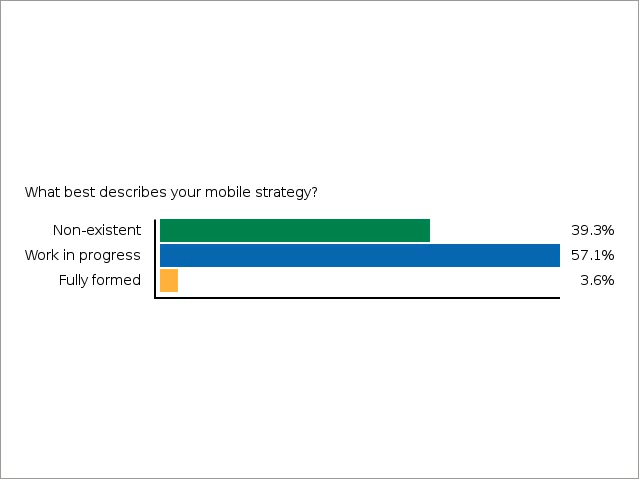 What best describes your mobile strategy?
Non-existent 39.3%
Work in progress 57.1%
Fully formed 3.6%